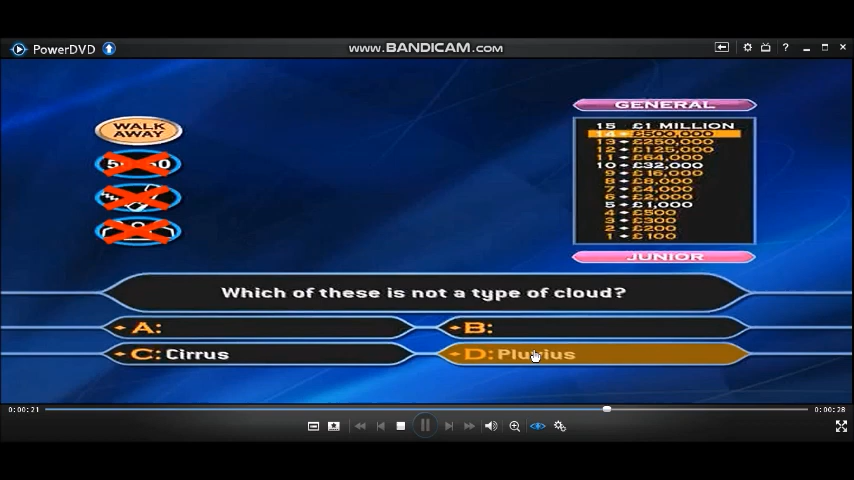 PowerDVD
www.BANDICAM.com
WALK
AWAY
50:50
GENERAL
15 £1 MILLION
14 £500,000
13 £250,000
12 £125,000
11 £64,000
10 £32,000
9 £16,000
8 £8,000
7 £4,000
6 £2,000
5 £1,000
4 £500
3 £300
2 £200
1 £100
JUNIOR
Which of these is not a type of cloud?
A:
B:
C: Cirrus
D: Pluvius
0:00:21
0:00:28